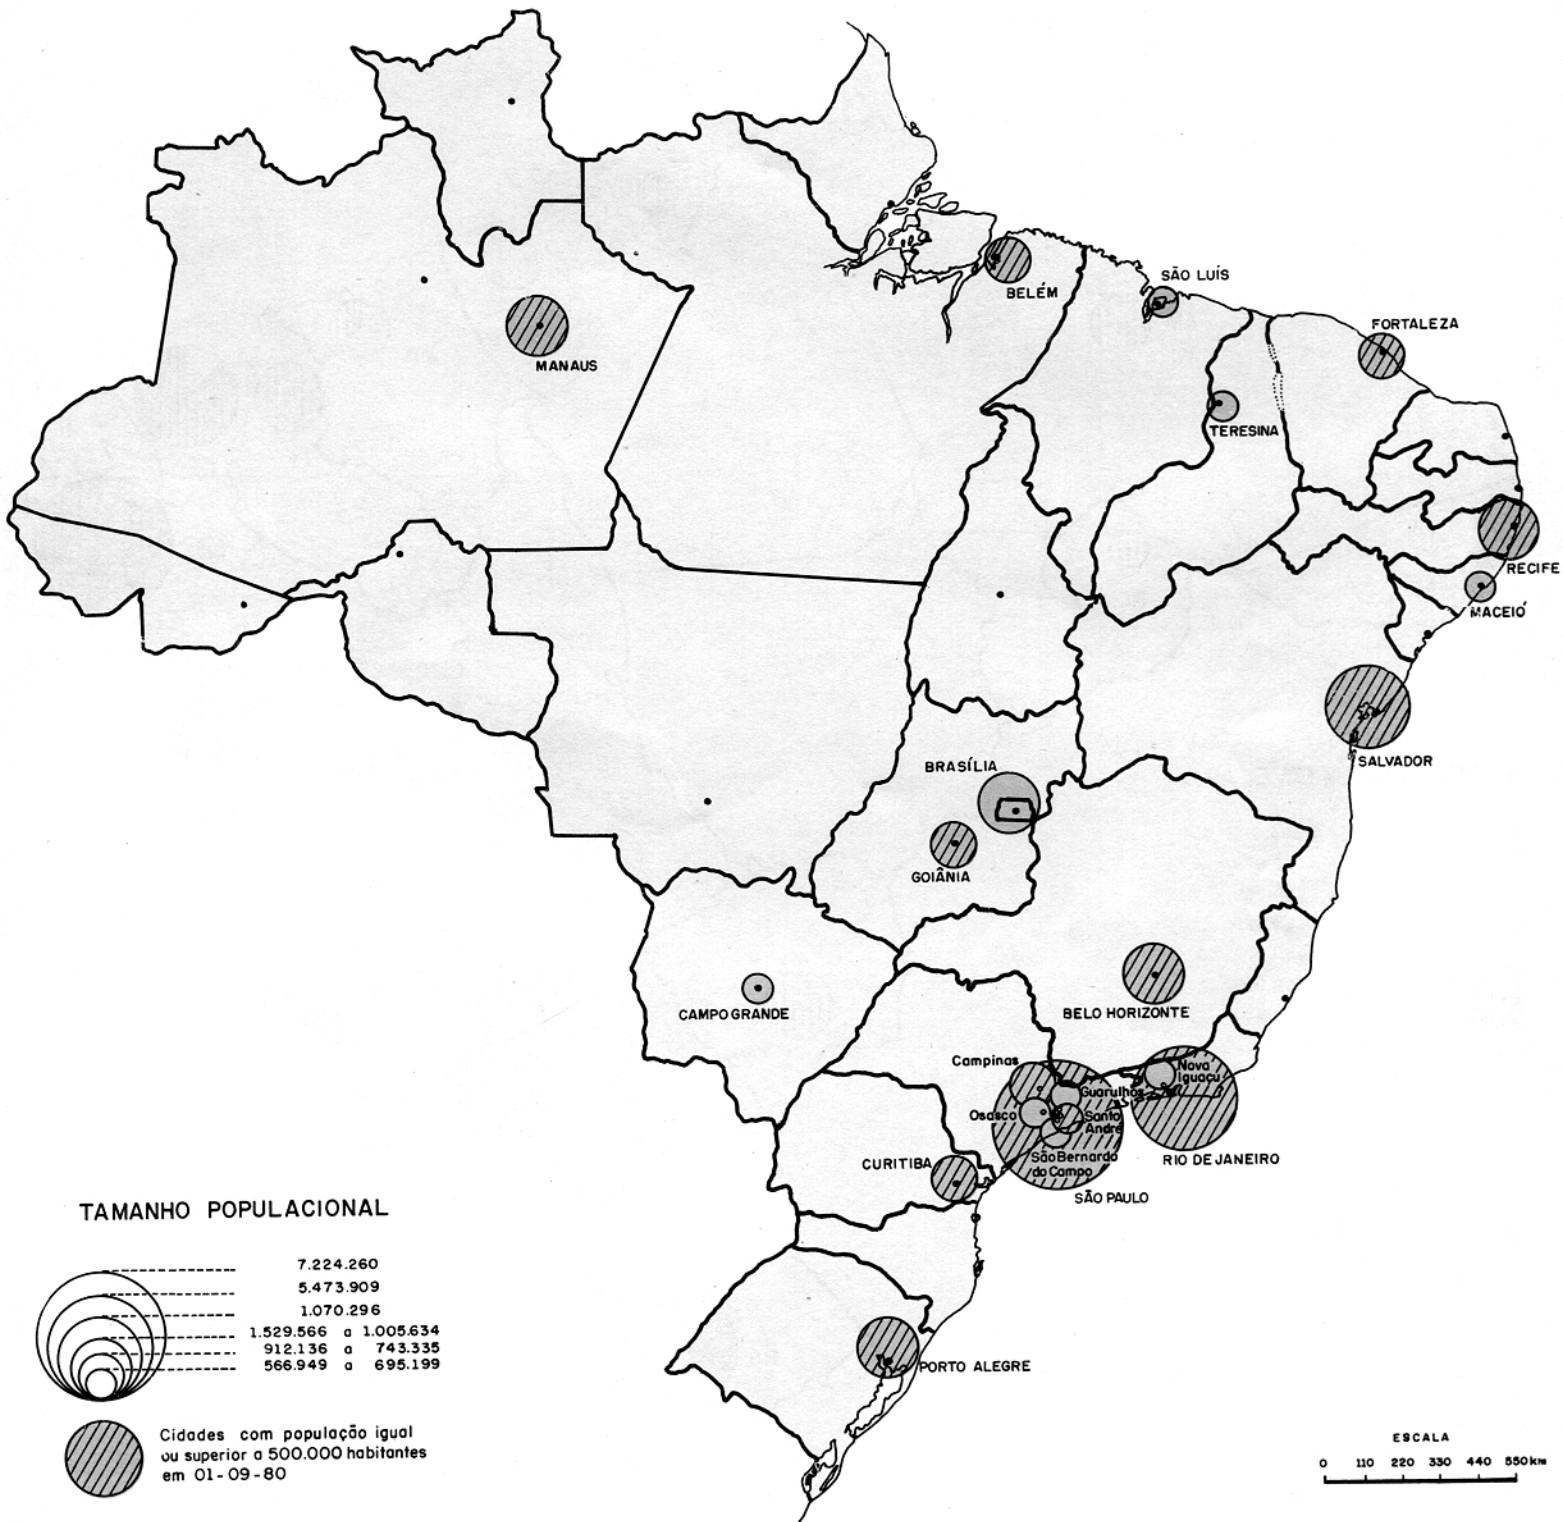 BELÉM
SÃO LUÍS
FORTALEZA
MANAUS
TERESINA
RECIFE
MACEIÓ
SALVADOR
BRASÍLIA
GOIÂNIA
CAMPO GRANDE
BELO HORIZONTE
Campinas
Nova
Iguaçu
Guarulhos
Osasco
Santo
André
São Bernardo
do Campo
RIO DE JANEIRO
CURITIBA
SÃO PAULO
PORTO ALEGRE
TAMANHO POPULACIONAL
7.224.260
5.473.909
1.070.296
1.529.566 a 1.005.634
912.136 a 743.335
566.949 a 695.199
Cidades com população igual
ou superior a 500.000 habitantes
em 01-09-80
ESCALA
0 110 220 330 440 550km